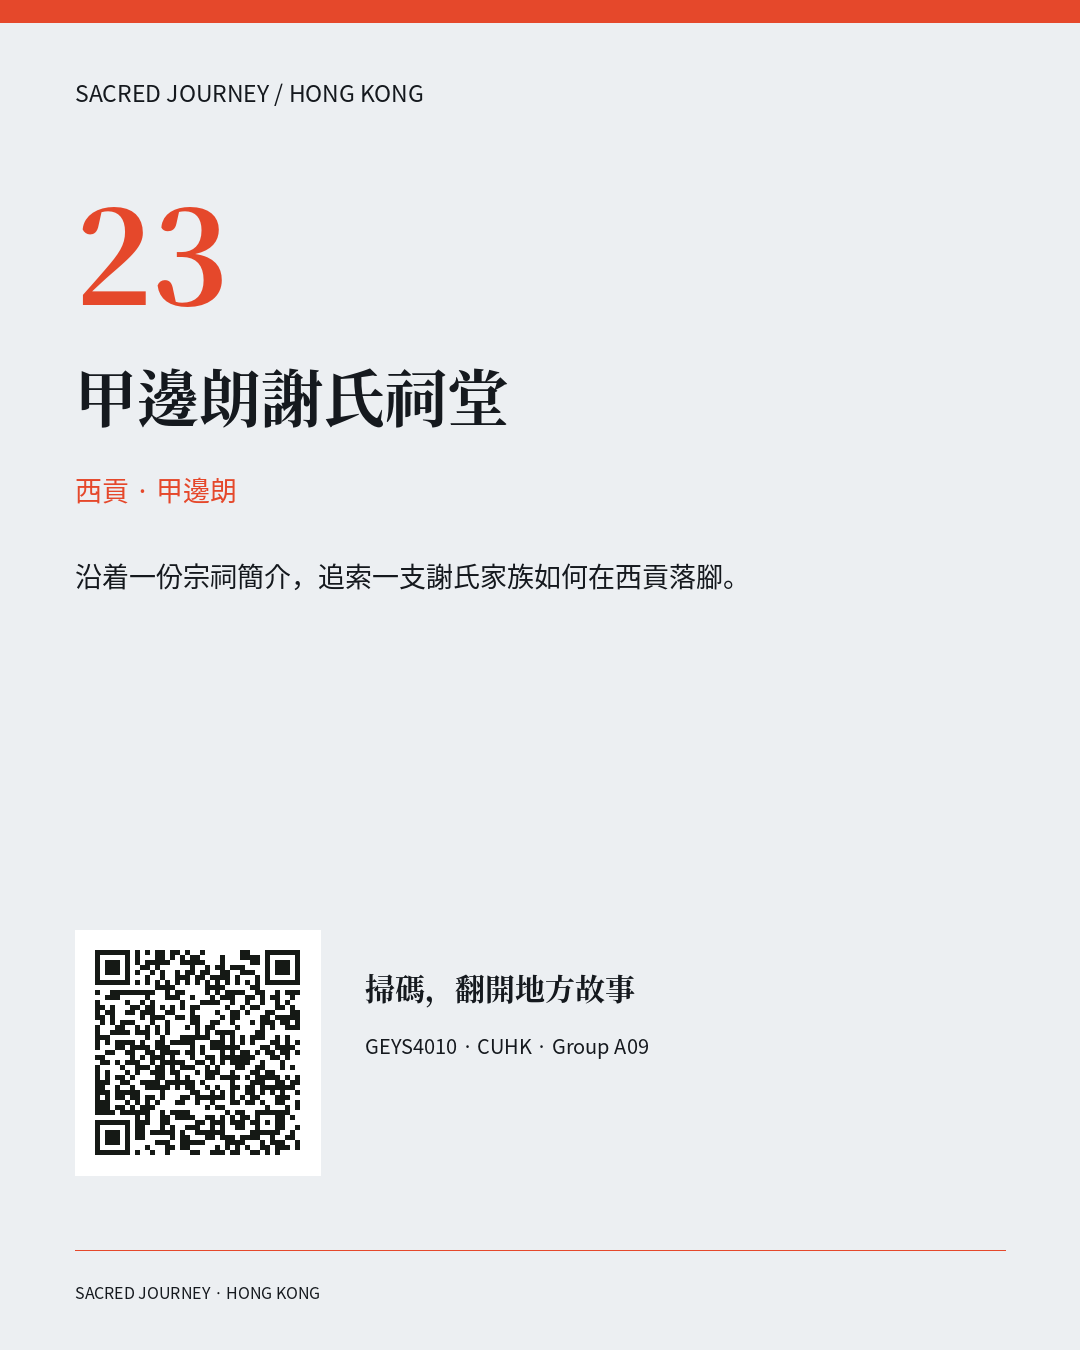 SACRED JOURNEY / HONG KONG
23
甲邊朗謝氏祠堂
西貢 · 甲邊朗
沿着一份宗祠簡介，追索一支謝氏家族如何在西貢落腳。
掃碼，翻開地方故事
GEYS4010 · CUHK · Group A09
SACRED JOURNEY · HONG KONG